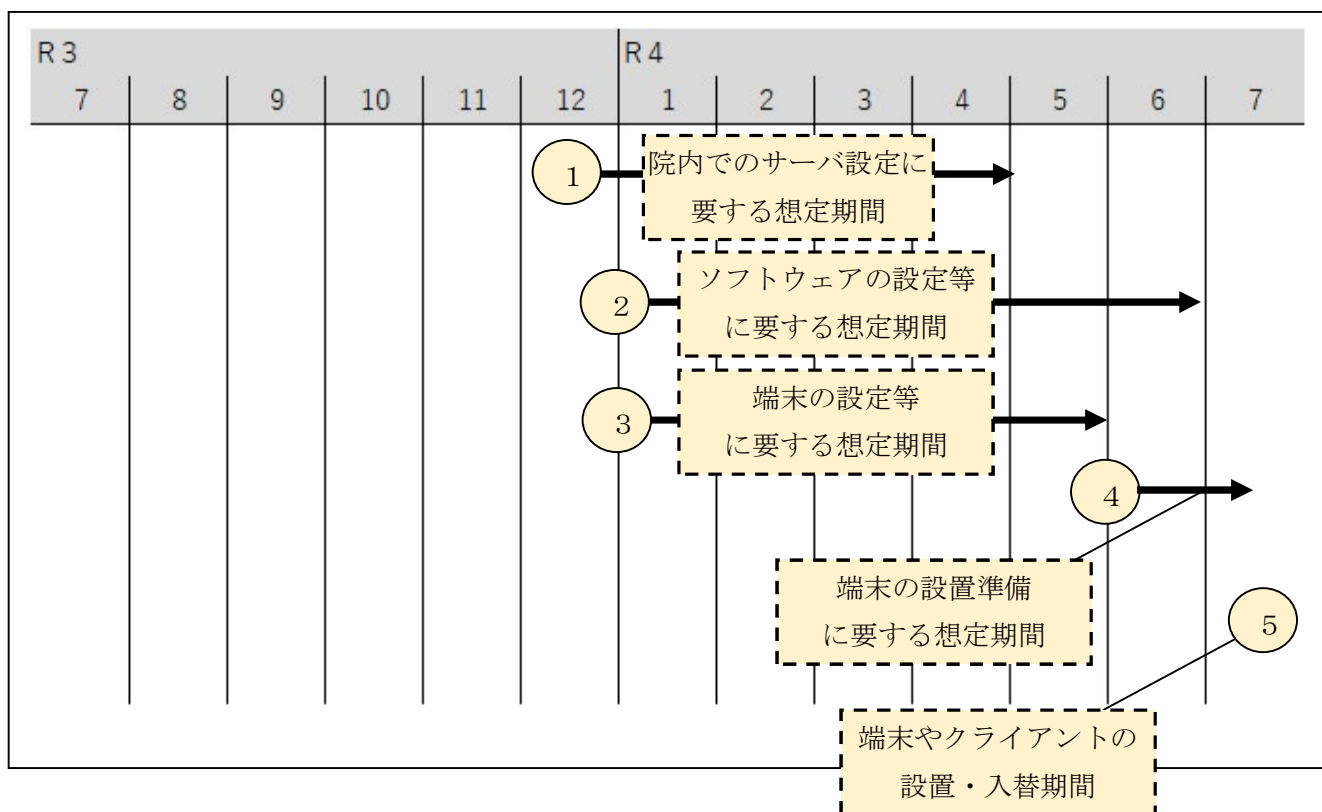 R 3 R 4
7 8 9 10 11 12 1 2 3 4 5 6 7
1
院内でのサーバ設定に
要する想定期間
2
ソフトウェアの設定等
に要する想定期間
3
端末の設定等
に要する想定期間
4
端末の設置準備
に要する想定期間
5
端末やクライアントの
設置・入替期間